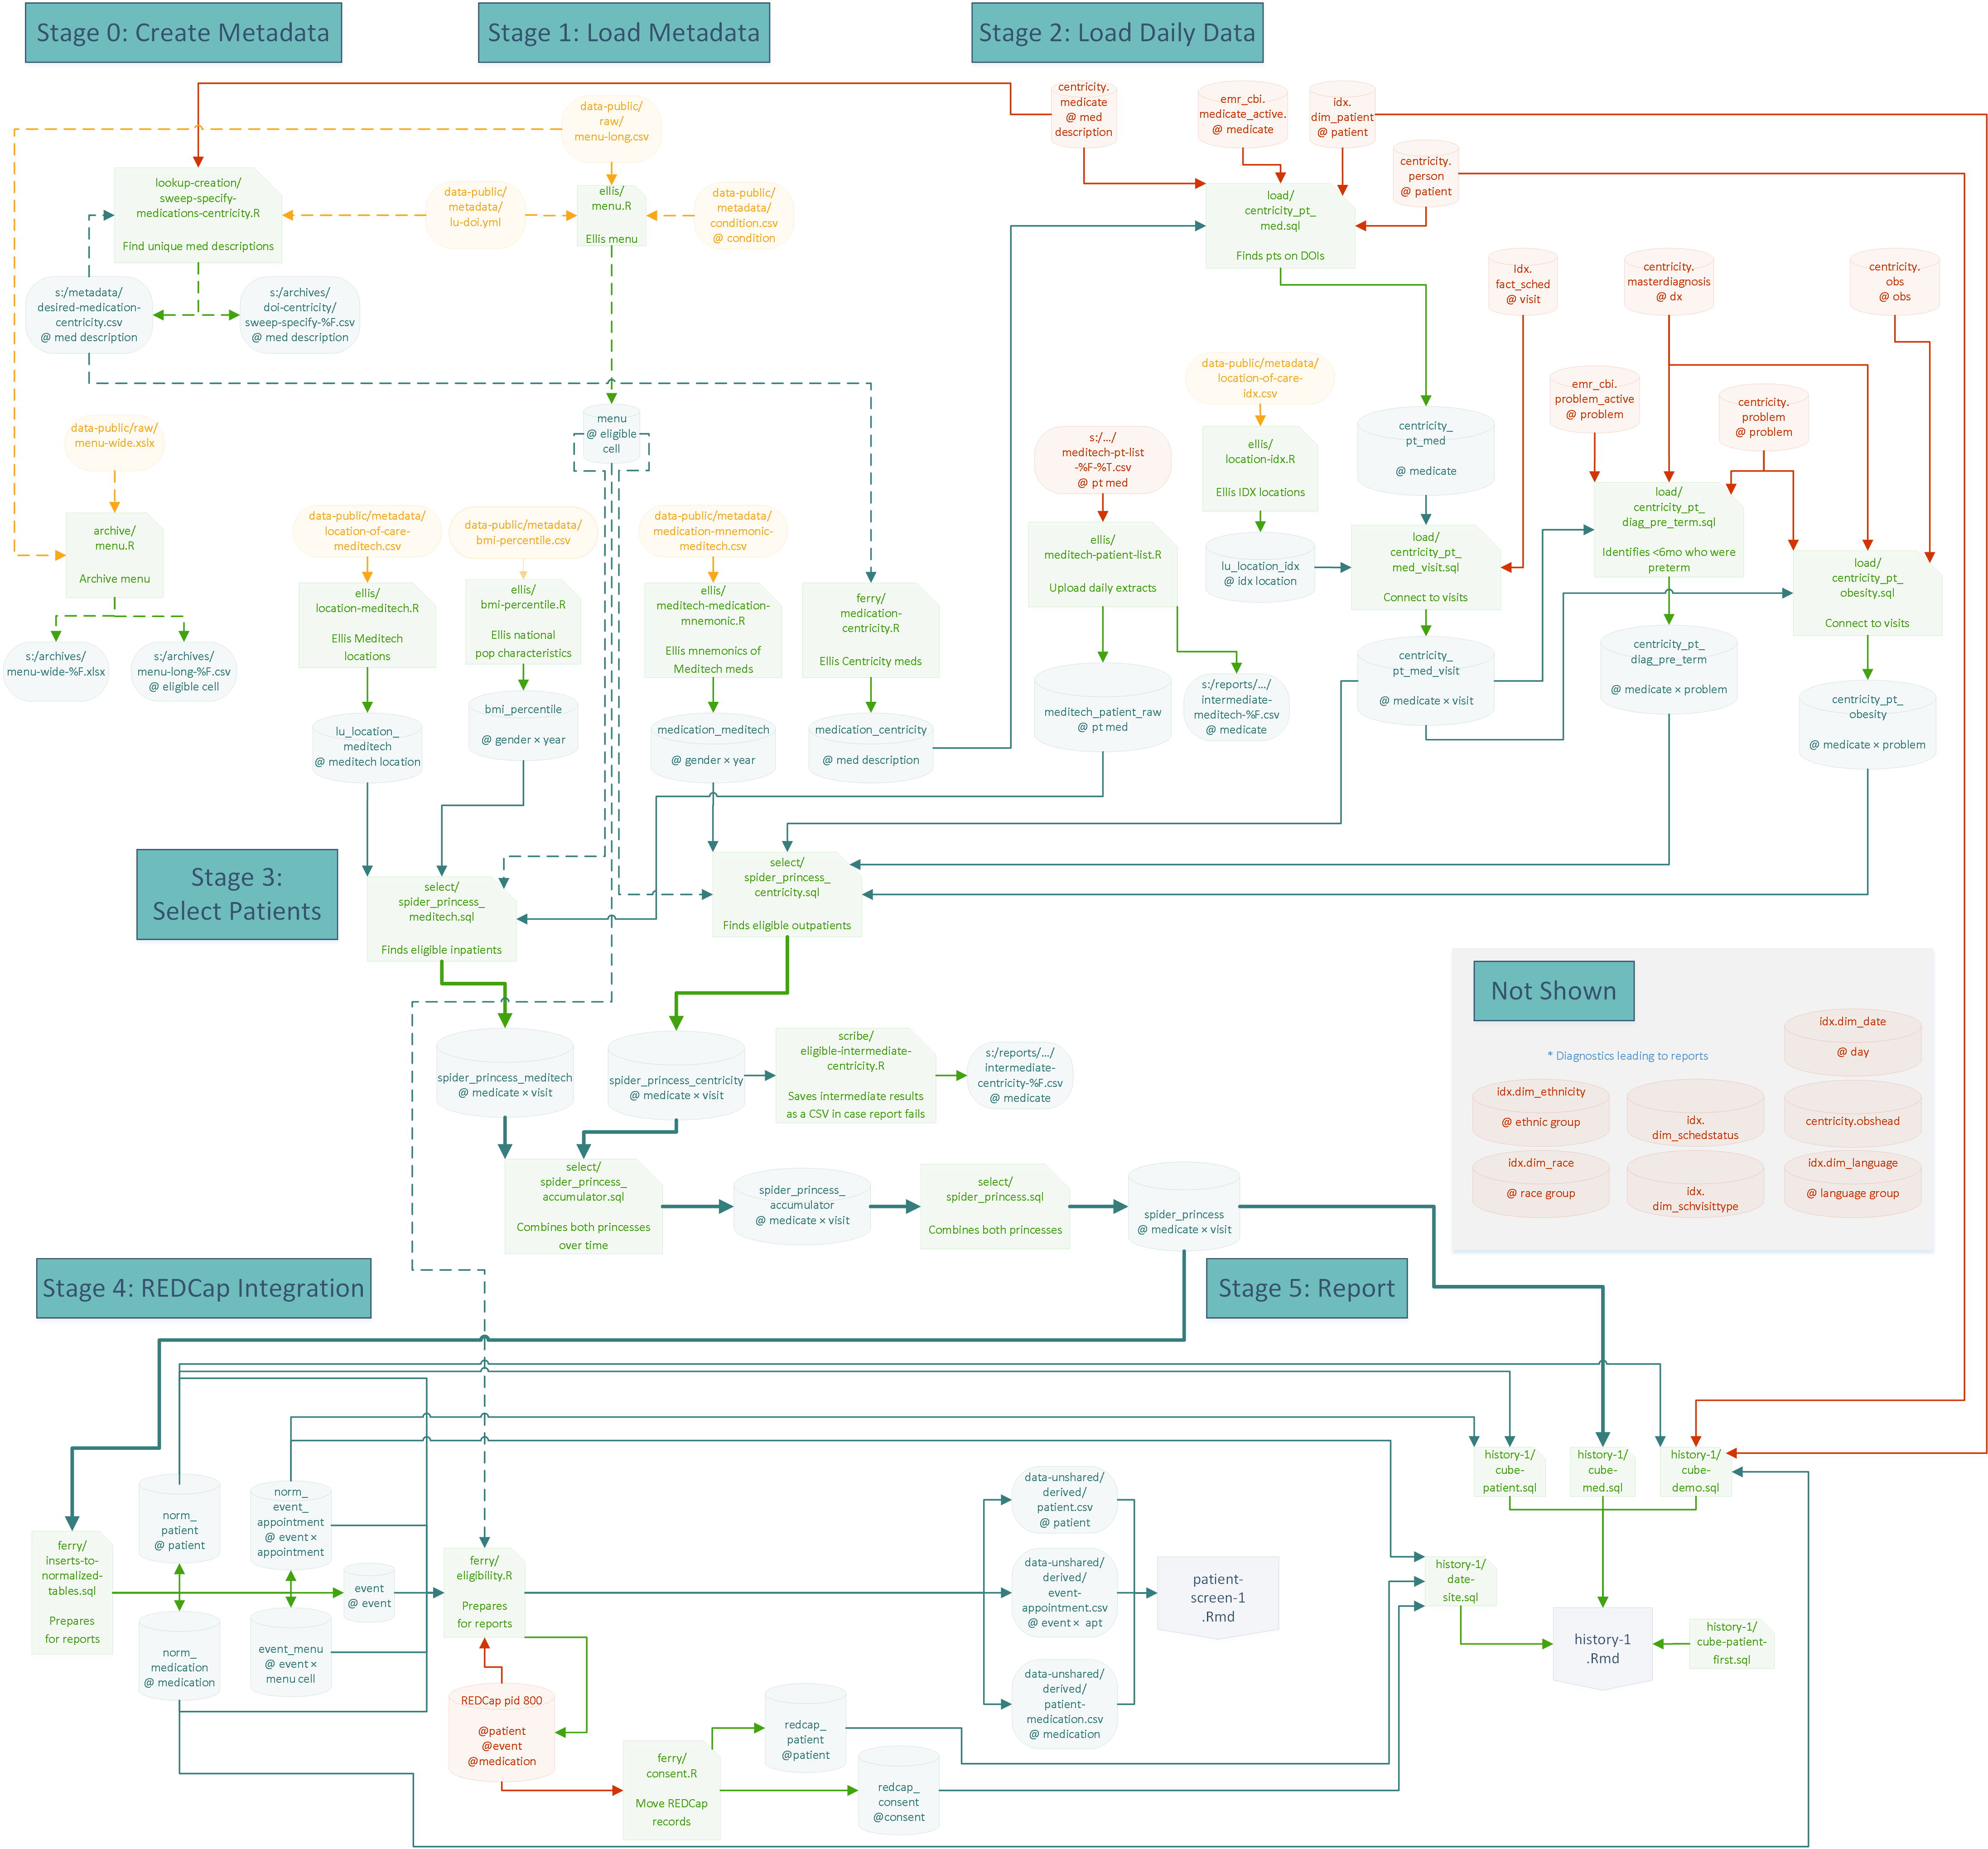 Stage 0: Create Metadata
Stage 1: Load Metadata
Stage 2: Load Daily Data
centricity.
medicate
@ med
description
emr_cbi.
medicate_active.
@ medicate
idx.
dim_patient
@ patient
centricity.
person
@ patient
data-public/
raw/
menu-long.csv
lookup-creation/
sweep-specify-
medications-centricity.R
Find unique med descriptions
data-public/
metadata/
lu-doi.yml
ellis/
menu.R
Ellis menu
data-public/
metadata/
condition.csv
@ condition
load/
centricity_pt_
med.sql
Finds pts on DOIs
s:/metadata/
desired-medication-
centricity.csv
@ med description
s:/archives/
doi-centricity/
sweep-specify-%F.csv
@ med description
Idx.
fact_sched
@ visit
centricity.
masterdiagnosis
@ dx
centricity.
obs
@ obs
data-public/metadata/
location-of-care-
idx.csv
emr_cbi.
problem_active
@ problem
centricity.
problem
@ problem
menu
@ eligible
cell
centricity_
pt_med
@ medicate
data-public/raw/
menu-wide.xslx
s:/.../
meditech-pt-list
-%F-%T.csv
@ pt med
ellis/
location-idx.R
Ellis IDX locations
load/
centricity_pt_
diag_pre_term.sql
Identifies <6mo who were
preterm
archive/
menu.R
Archive menu
data-public/metadata/
location-of-care-
meditech.csv
data-public/metadata/
bmi-percentile.csv
data-public/metadata/
medication-mnemonic-
meditech.csv
ellis/
meditech-patient-list.R
Upload daily extracts
lu_location_idx
@ idx location
load/
centricity_pt_
med_visit.sql
Connect to visits
load/
centricity_pt_
obesity.sql
Connect to visits
ellis/
location-meditech.R
Ellis Meditech
locations
ellis/
bmi-percentile.R
Ellis national
pop characteristics
ellis/
meditech-medication-
mnemonic.R
Ellis mnemonics of
Meditech meds
ferry/
medication-
centricity.R
Ellis Centricity meds
s:/archives/
menu-wide-%F.xlsx
s:/archives/
menu-long-%F.csv
@ eligible cell
meditech_patient_raw
@ pt med
s:/reports/.../
intermediate-
meditech-%F.csv
@ medicate
centricity_
pt_med_visit
@ medicate × visit
centricity_pt_
diag_pre_term
@ medicate × problem
centricity_pt_
obesity
@ medicate × problem
lu_location_
meditech
@ meditech location
bmi_percentile
@ gender × year
medication_meditech
@ gender × year
medication_centricity
@ med description
Stage 3:
Select Patients
select/
spider_princess_
meditech.sql
Finds eligible inpatients
select/
spider_princess_
centricity.sql
Finds eligible outpatients
Not Shown
* Diagnostics leading to reports
idx.dim_date
@ day
idx.dim_ethnicity
@ ethnic group
idx.
dim_schedstatus
centricity.obshead
idx.dim_race
@ race group
idx.
dim_schvisittype
idx.dim_language
@ language group
spider_princess_meditech
@ medicate × visit
spider_princess_centricity
@ medicate × visit
scribe/
eligible-intermediate-
centricity.R
Saves intermediate results
as a CSV in case report fails
s:/reports/.../
intermediate-
centricity-%F.csv
@ medicate
select/
spider_princess_
accumulator.sql
Combines both princesses
over time
spider_princess_
accumulator
@ medicate × visit
select/
spider_princess.sql
Combines both princesses
spider_princess
@ medicate × visit
Stage 4: REDCap Integration
Stage 5: Report
history-1/
cube-
patient.sql
history-1/
cube-
med.sql
history-1/
cube-
demo.sql
ferry/
inserts-to-
normalized-
tables.sql
Prepares
for reports
norm_
patient
@ patient
norm_
event_
appointment
@ event ×
appointment
event
@ event
norm_
medication
@ medication
event_menu
@ event ×
menu cell
ferry/
eligibility.R
Prepares
for reports
data-unshared/
derived/
patient.csv
@ patient
data-unshared/
derived/
event-
appointment.csv
@ event × apt
data-unshared/
derived/
patient-
medication.csv
@ medication
patient-
screen-1
.Rmd
history-1/
date-
site.sql
history-1
.Rmd
history-1/
cube-patient-
first.sql
REDCap pid 800
@patient
@event
@medication
ferry/
consent.R
Move REDCap
records
redcap_
patient
@patient
redcap_
consent
@consent